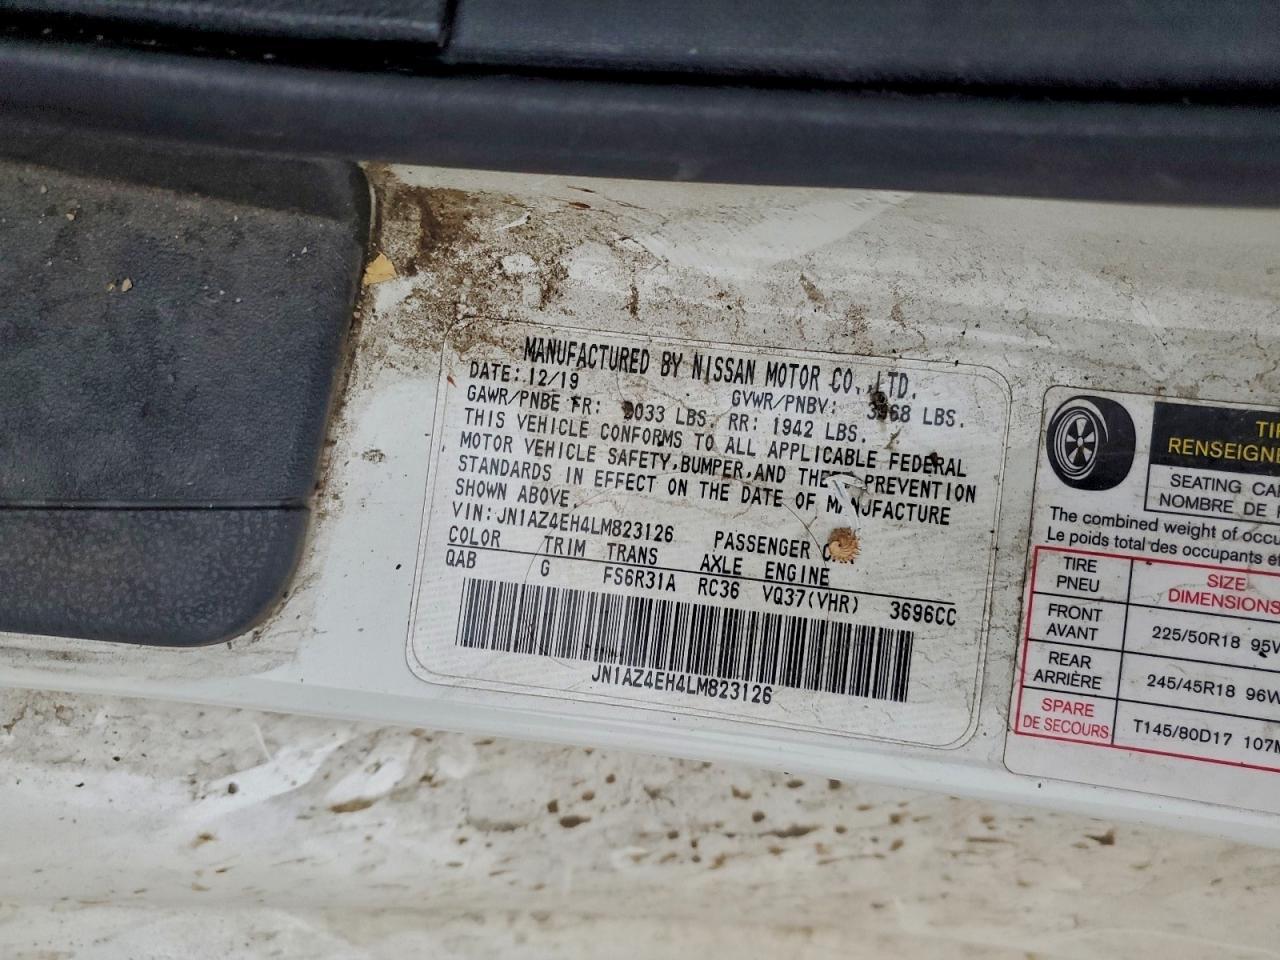 MANUFACTURED BY NISSAN MOTOR CO.,LTD.
DATE:12/19 GVWR/PNBV: 3968 LBS.
GAWR/PNBE FR: 2033 LBS. RR: 1942 LBS.
THIS VEHICLE CONFORMS TO ALL APPLICABLE FEDERAL
MOTOR VEHICLE SAFETY,BUMPER,AND THEFT PREVENTION
STANDARDS IN EFFECT ON THE DATE OF MANUFACTURE
SHOWN ABOVE.
VIN:JN1AZ4EH4LM823126 PASSENGER
COLOR TRIM TRANS AXLE ENGINE
QAB G FS6R31A RC36 VQ37(VHR) 3696CC
JN1AZ4EH4LM823126
RENSEIGNE
SEATING CA
NOMBRE DE
The combined weight of occu
Le poids total des occupants e
TIRE SIZE
PNEU DIMENSIONS
FRONT
AVANT 225/50R18 95W
REAR
ARRIÈRE 245/45R18 96W
SPARE
DE SECOURS T145/80D17 107M